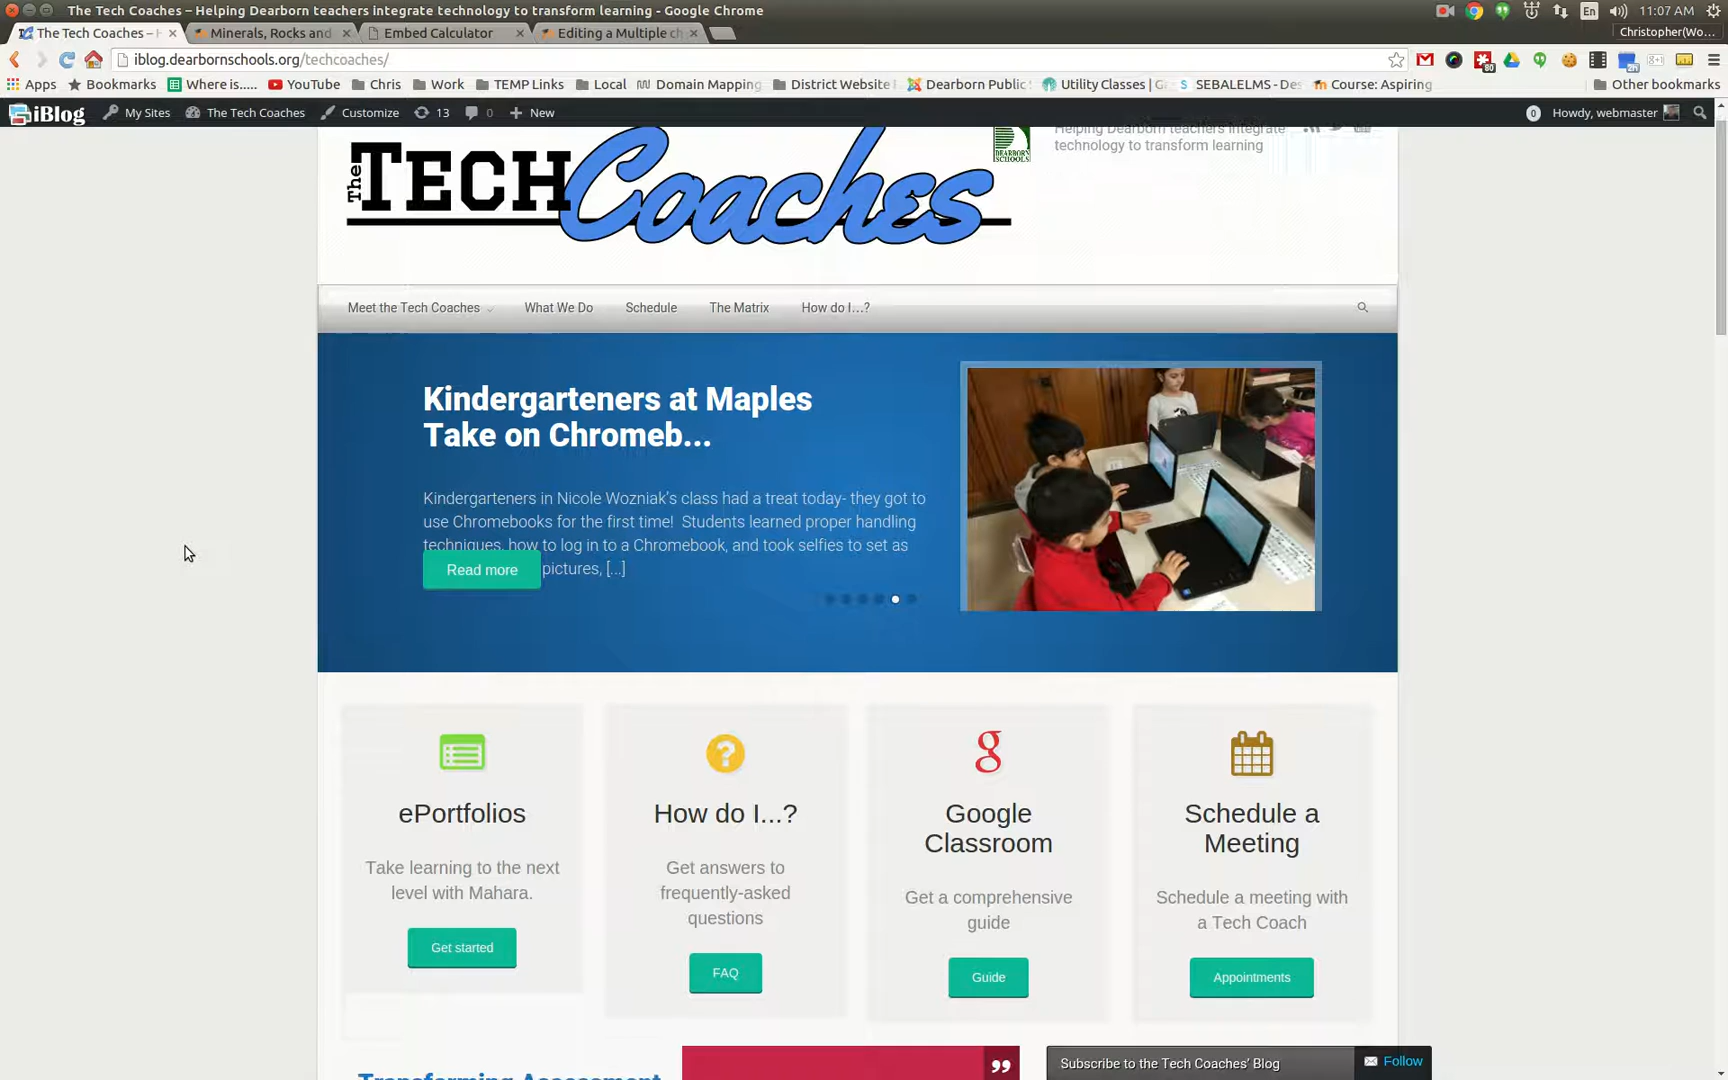 The Tech Coaches – Helping Dearborn teachers integrate technology to transform learning - Google Chrome
En
11:07 AM
The Tech Coaches – H
Minerals, Rocks and
Embed Calculator
Editing a Multiple ch
Christopher(Wo...
iblog.dearbornschools.org/techcoaches/
80
Apps
Bookmarks
Where is.....
YouTube
Chris
Work
TEMP Links
Local
Domain Mapping
District Website
Dearborn Public
Utility Classes | G
SEBALELMS - Des
Course: Aspiring
Other bookmarks
iBlog
My Sites
The Tech Coaches
Customize
13
0
New
0
Howdy, webmaster
The TECH Coaches
DEARBORN SCHOOLS
Helping Dearborn teachers integrate
technology to transform learning
Meet the Tech Coaches
What We Do
Schedule
The Matrix
How do I...?
Kindergarteners at Maples
Take on Chromeb...
Kindergarteners in Nicole Wozniak's class had a treat today- they got to
use Chromebooks for the first time! Students learned proper handling
techniques, how to log in to a Chromebook, and took selfies to set as
Read more
pictures, [...]
ePortfolios
Take learning to the next
level with Mahara.
Get started
How do I...?
Get answers to
frequently-asked
questions
FAQ
g
Google
Classroom
Get a comprehensive
guide
Guide
Schedule a
Meeting
Schedule a meeting with
a Tech Coach
Appointments
Transforming Assessment
Subscribe to the Tech Coaches' Blog
Follow